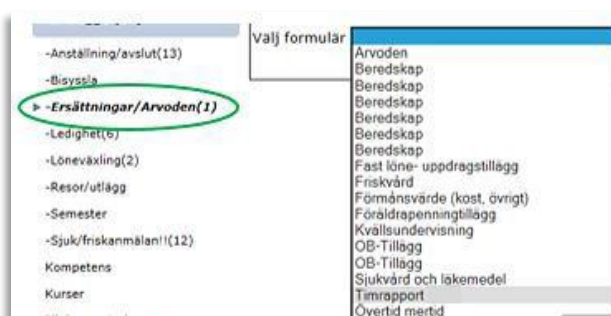 -Anställning/avslut(13)
-Bisyssla
-Ersättningar/Arvoden(1)
-Ledighet(6)
-Löneväxling(2)
-Resor/utlägg
-Semester
-Sjuk/friskanmälan!!(12)
Kompetens
Kurser
Välj formulär
Arvoden
Beredskap
Beredskap
Beredskap
Beredskap
Beredskap
Beredskap
Fast löne- uppdragstillägg
Friskvård
Förmånsvärde (kost, övrigt)
Föräldrapenningtillägg
Kvällsundervisning
OB-Tillägg
OB-Tillägg
Sjukvård och läkemedel
Timrapport
Övertid mertid